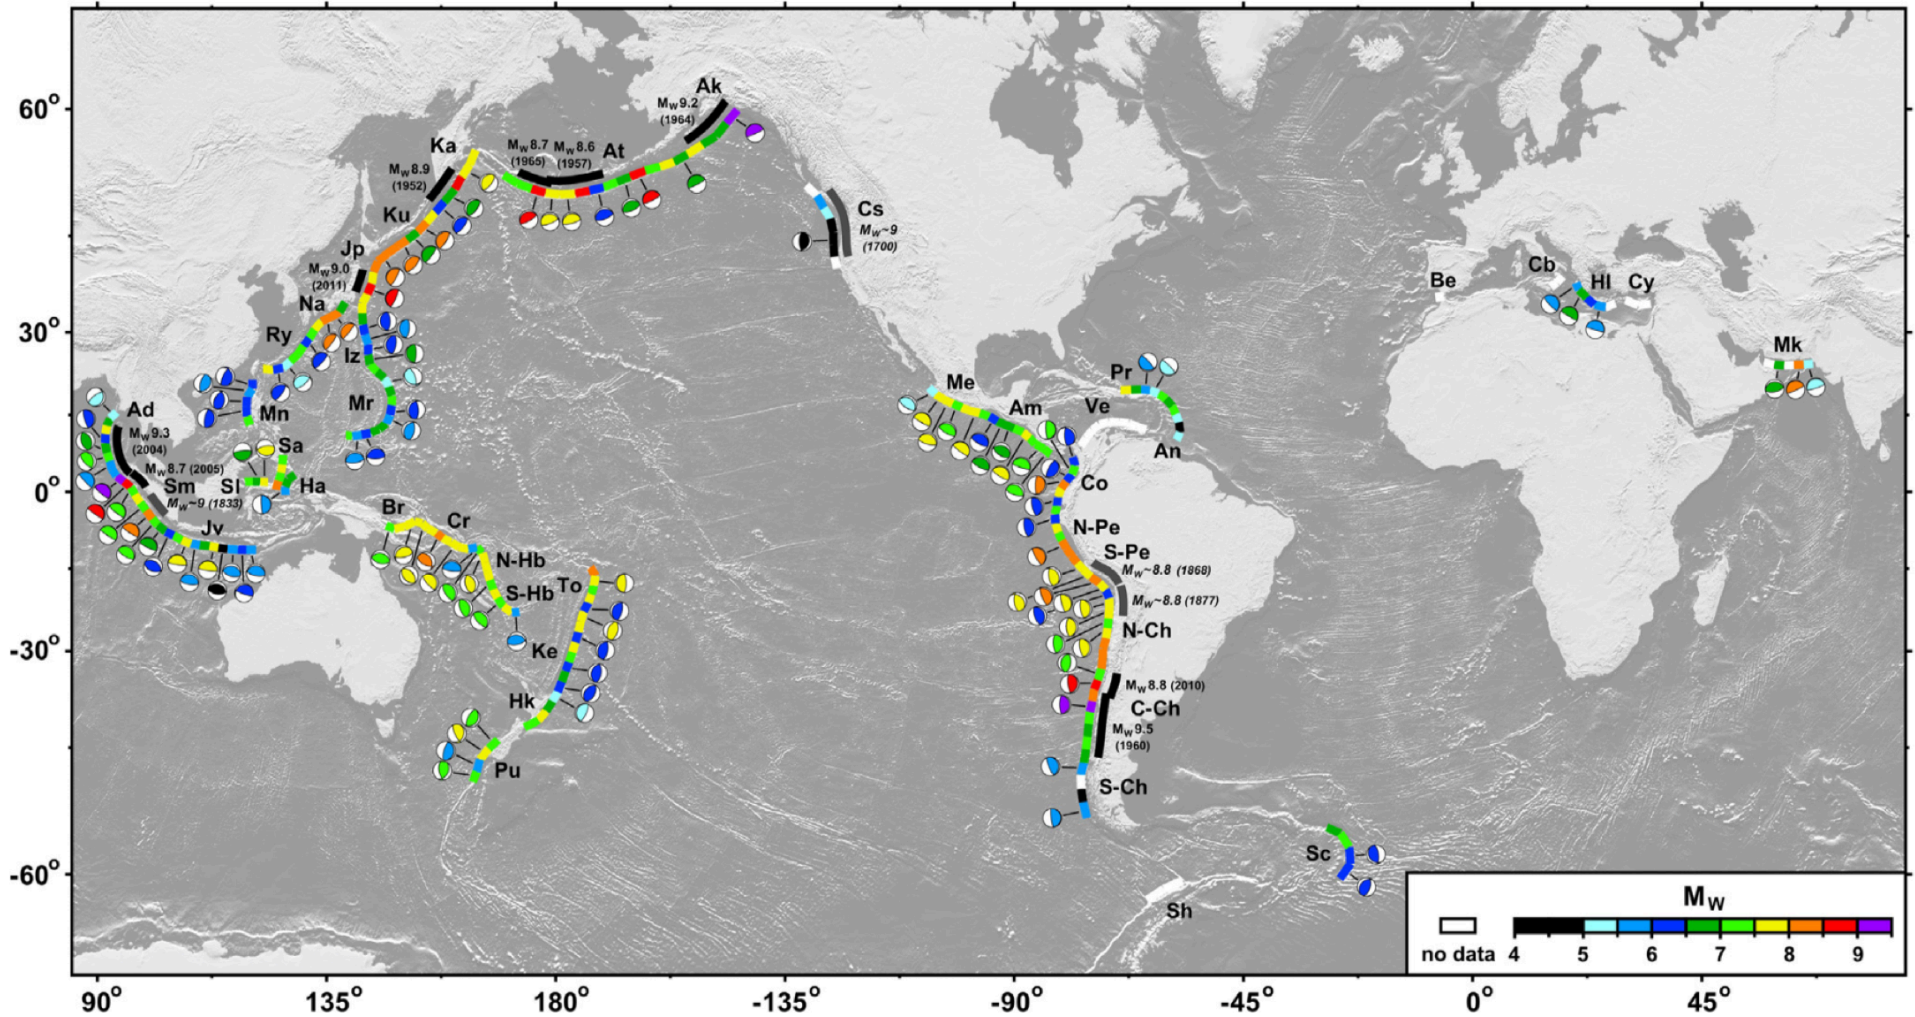 60°
30°
0°
-30°
-60°
90°
135°
180°
-135°
-90°
-45°
0°
45°
Ak
MW9.2
(1964)
At
MW8.7
(1965)
MW8.6
(1957)
Ka
MW8.9
(1952)
Ku
Jp
MW9.0
(2011)
Na
Ry
Iz
Mr
Mn
Ad
MW9.3
(2004)
MW8.7 (2005)
Sm
MW~9 (1833)
Sa
Sl
Ha
Jv
Br
Cr
N-Hb
S-Hb
To
Ke
Hk
Pu
Cs
MW~9
(1700)
Me
Am
Pr
Ve
An
Co
N-Pe
S-Pe
MW~8.8 (1868)
MW~8.8 (1877)
N-Ch
MW8.8 (2010)
C-Ch
MW9.5
(1960)
S-Ch
Sc
Sh
Be
Cb
Hl
Cy
Mk
MW
no data
4 5 6 7 8 9